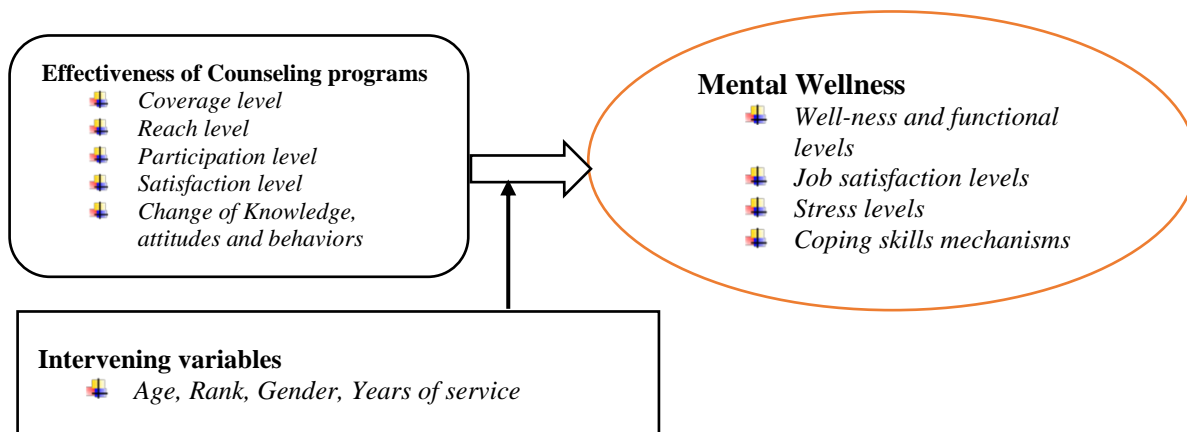 Effectiveness of Counseling programs
Coverage level
Reach level
Participation level
Satisfaction level
Change of Knowledge,
attitudes and behaviors
Mental Wellness
Well-ness and functional
levels
Job satisfaction levels
Stress levels
Coping skills mechanisms
Intervening variables
Age, Rank, Gender, Years of service